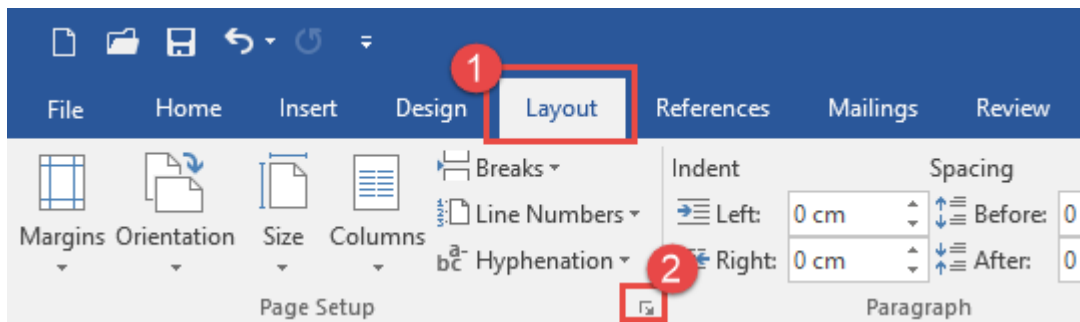 1
File Home Insert Design Layout References Mailings Review
Breaks Indent Spacing
Line Numbers Left: 0 cm Before: 0
Margins Orientation Size Columns
Hyphenation 2 Right: 0 cm After: 0
Page Setup Paragraph